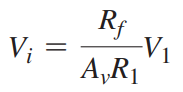 V_i = \frac{R_f}{A_v R_1} V_1